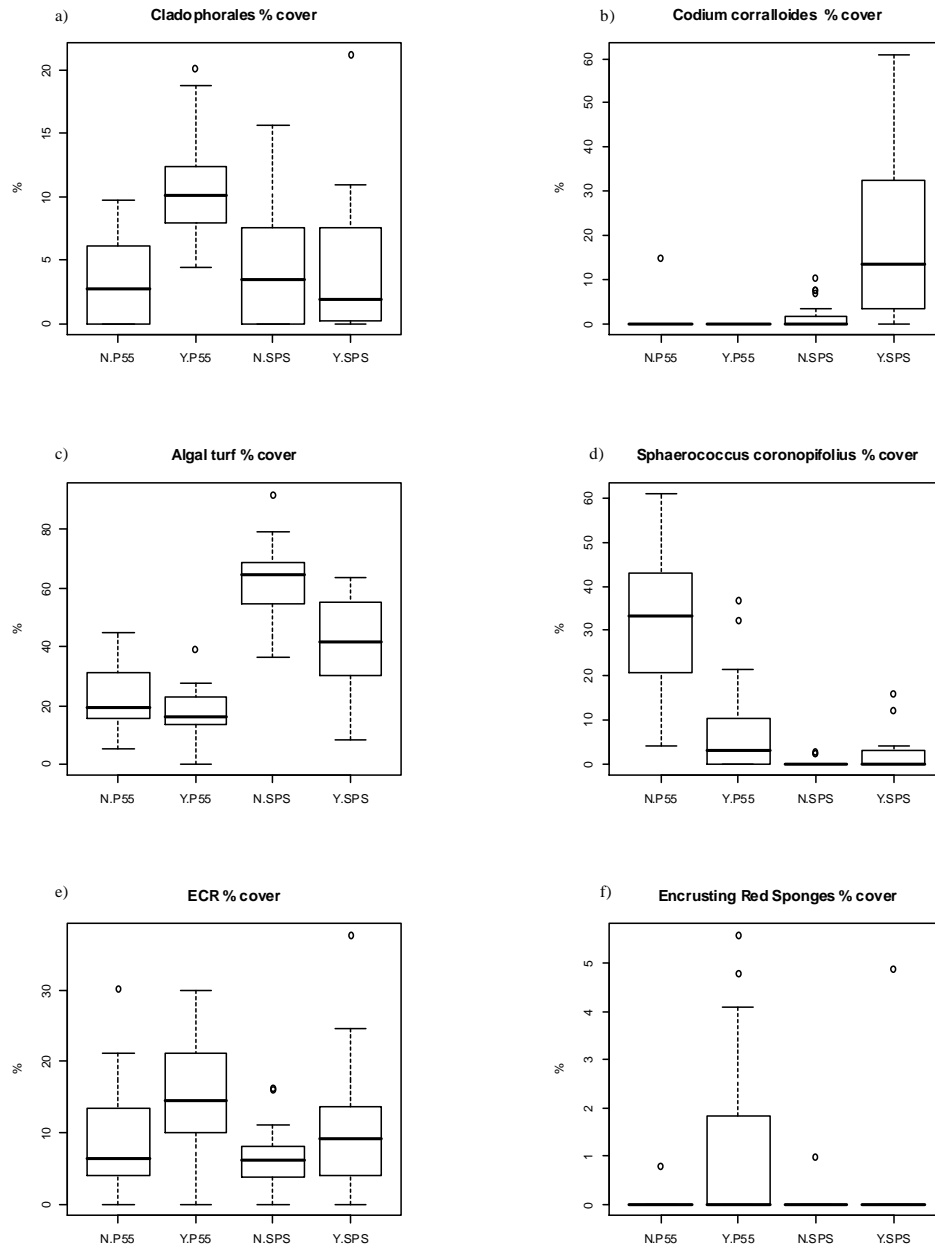 a)
Cladophorales % cover
%
20
15
10
5
0
N.P55 Y.P55 N.SPS Y.SPS
b)
Codium corralloides % cover
%
60
50
40
30
20
10
0
N.P55 Y.P55 N.SPS Y.SPS
c)
Algal turf % cover
%
80
60
40
20
0
N.P55 Y.P55 N.SPS Y.SPS
d)
Sphaerococcus coronopifolius % cover
%
60
50
40
30
20
10
0
N.P55 Y.P55 N.SPS Y.SPS
e)
ECR % cover
%
30
20
10
0
N.P55 Y.P55 N.SPS Y.SPS
f)
Encrusting Red Sponges % cover
%
5
4
3
2
1
0
N.P55 Y.P55 N.SPS Y.SPS